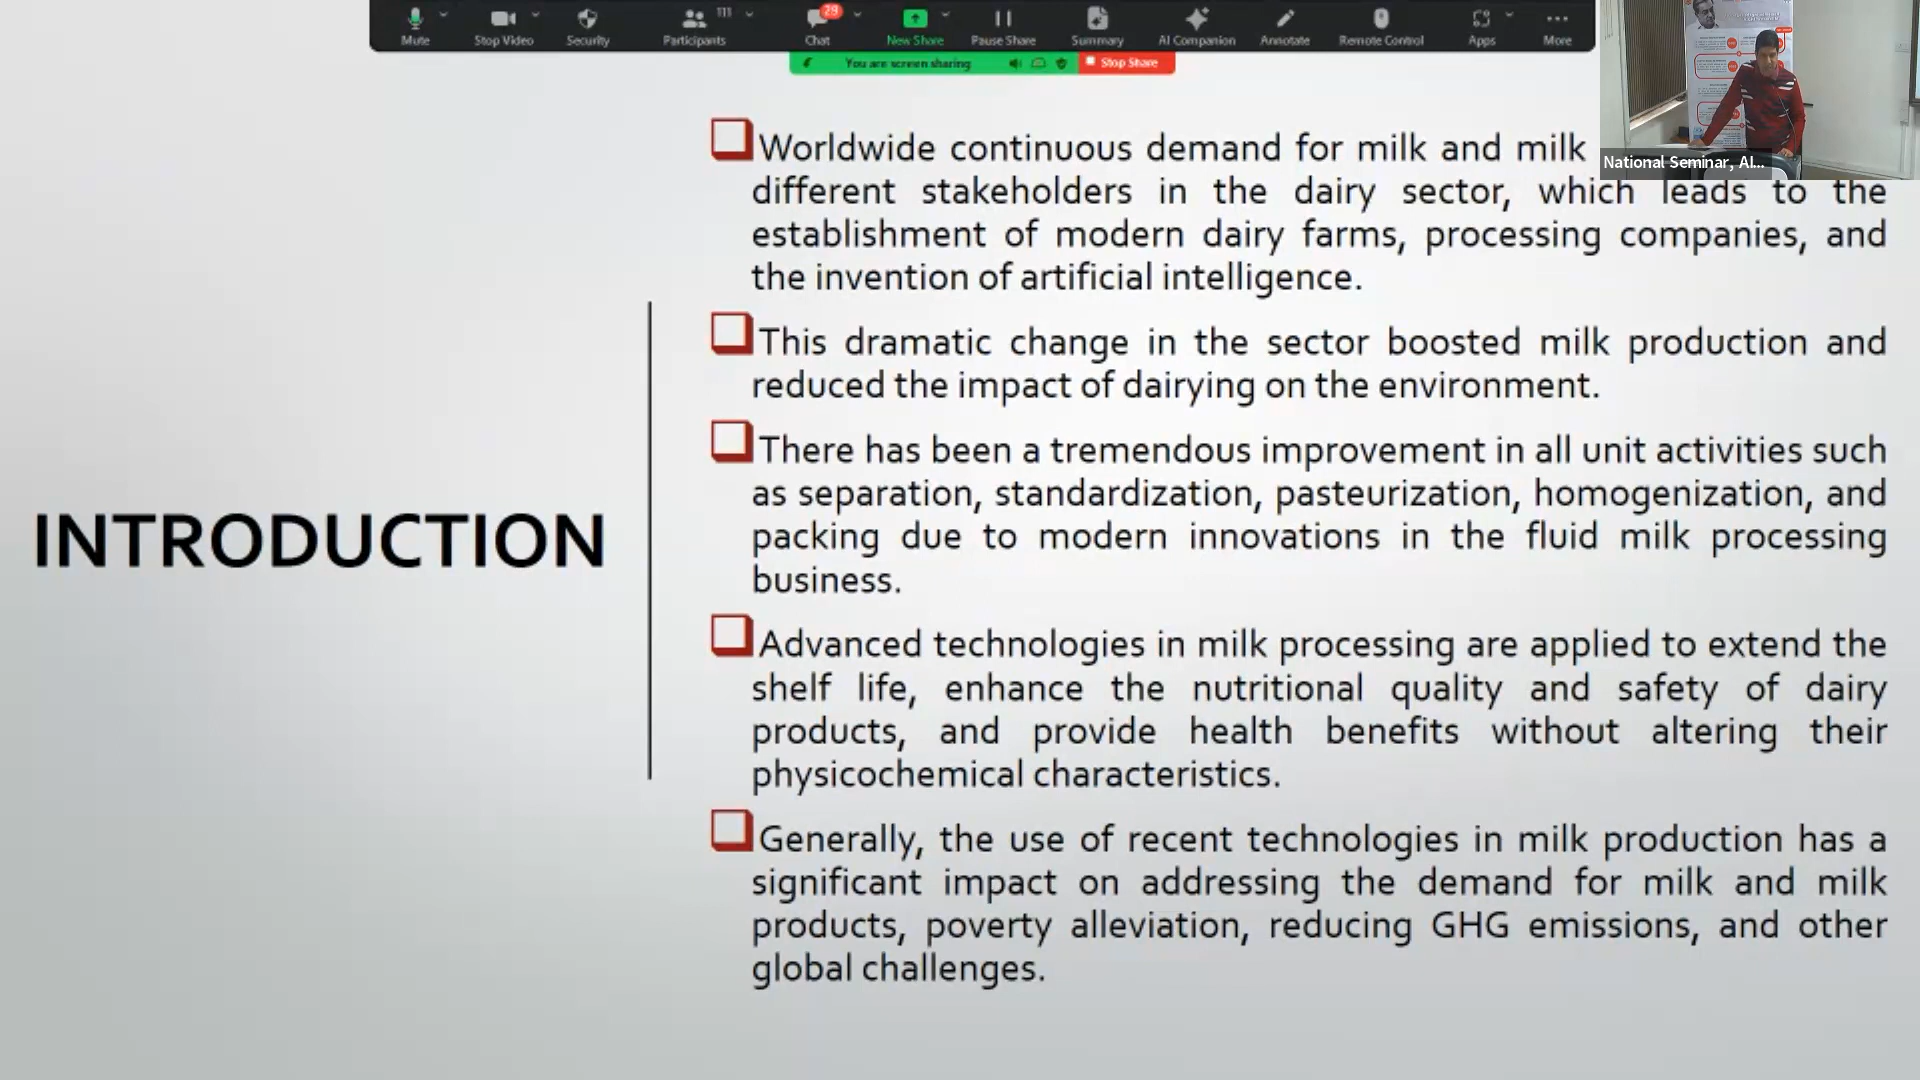 Mute
Stop Video
Security
Participants
111
Chat
29
New Share
Pause Share
Summary
AI Companion
Annotate
Remote Control
Apps
More
You are screen sharing
Stop Share
National Seminar, AI...
INTRODUCTION
Worldwide continuous demand for milk and milk
different stakeholders in the dairy sector, which leads to the
establishment of modern dairy farms, processing companies, and
the invention of artificial intelligence.
This dramatic change in the sector boosted milk production and
reduced the impact of dairying on the environment.
There has been a tremendous improvement in all unit activities such
as separation, standardization, pasteurization, homogenization, and
packing due to modern innovations in the fluid milk processing
business.
Advanced technologies in milk processing are applied to extend the
shelf life, enhance the nutritional quality and safety of dairy
products, and provide health benefits without altering their
physicochemical characteristics.
Generally, the use of recent technologies in milk production has a
significant impact on addressing the demand for milk and milk
products, poverty alleviation, reducing GHG emissions, and other
global challenges.